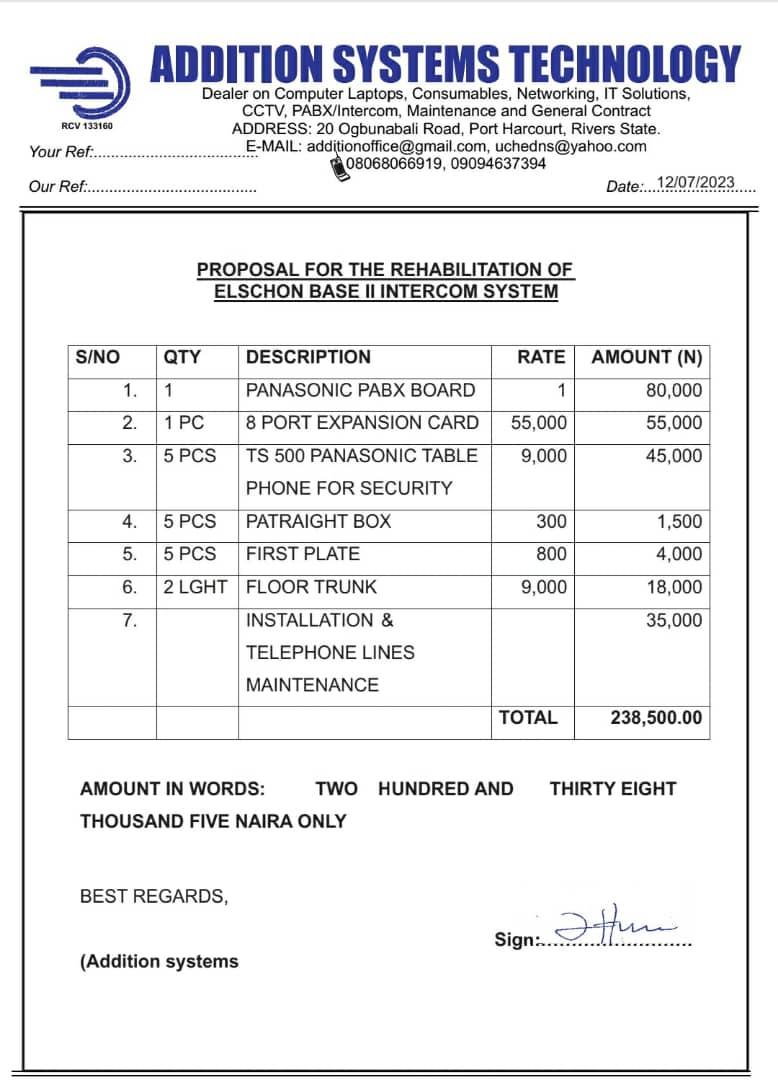 ADDITION SYSTEMS TECHNOLOGY
Dealer on Computer Laptops, Consumables, Networking, IT Solutions,
CCTV, PABX/Intercom, Maintenance and General Contract
RCV 133160
ADDRESS: 20 Ogbunabali Road, Port Harcourt, Rivers State.
Your Ref:......................................
E-MAIL: additionoffice@gmail.com, uchedns@yahoo.com
08068066919, 09094637394
Our Ref:.......................................
Date:...12/07/2023.....
PROPOSAL FOR THE REHABILITATION OF
ELSCHON BASE II INTERCOM SYSTEM
S/NO QTY DESCRIPTION RATE AMOUNT (N)
1. 1 PANASONIC PABX BOARD 1 80,000
2. 1 PC 8 PORT EXPANSION CARD 55,000 55,000
3. 5 PCS TS 500 PANASONIC TABLE 9,000 45,000
PHONE FOR SECURITY
4. 5 PCS PATRAIGHT BOX 300 1,500
5. 5 PCS FIRST PLATE 800 4,000
6. 2 LGHT FLOOR TRUNK 9,000 18,000
7. INSTALLATION & 35,000
TELEPHONE LINES
MAINTENANCE
TOTAL 238,500.00
AMOUNT IN WORDS: TWO HUNDRED AND THIRTY EIGHT
THOUSAND FIVE NAIRA ONLY
BEST REGARDS,
Sign:...........................
(Addition systems